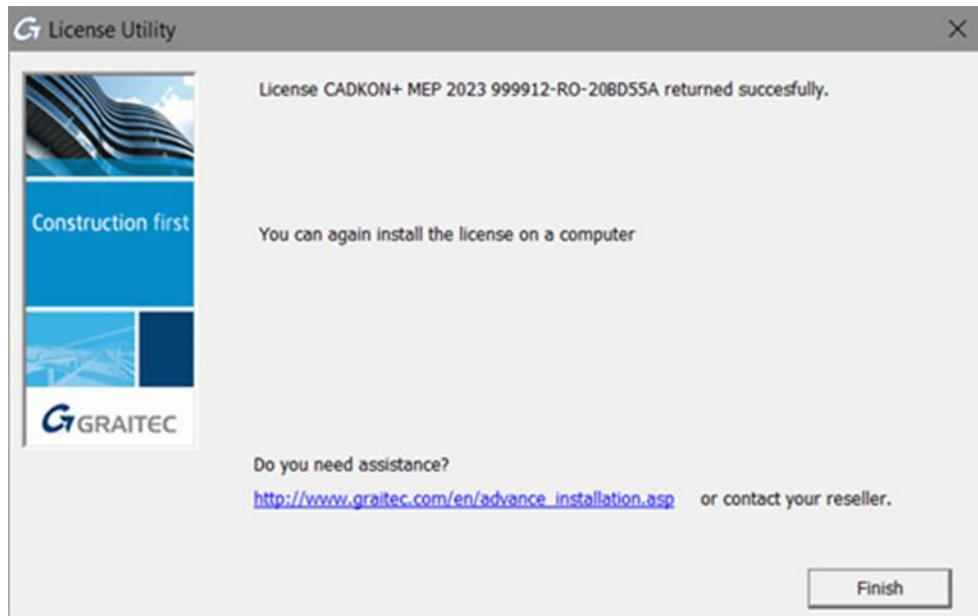 License Utility
License CADKON+ MEP 2023 999912-RO-20BD55A returned succesfully.
Construction first
You can again install the license on a computer
GRAITEC
Do you need assistance?
http://www.graitec.com/en/advance_installation.asp or contact your reseller.
Finish